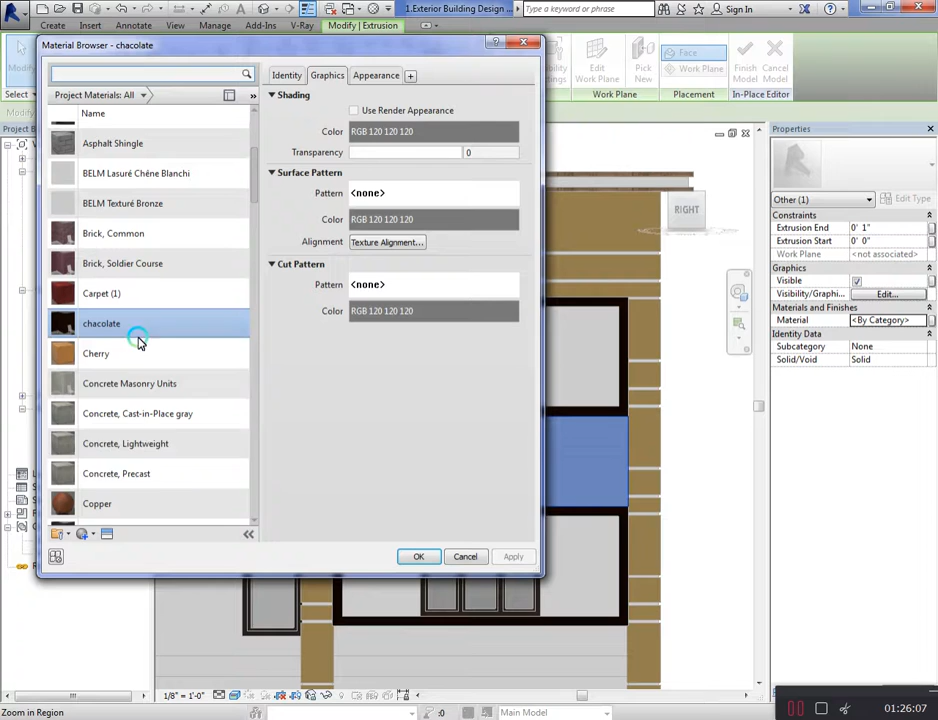 1.Exterior Building Design ...
Type a keyword or phrase
Sign In
Create
Insert
Annotate
View
Manage
Add-Ins
V-Ray
Modify | Extrusion
Modify
Select
Edit
Work Plane
Pick
New
Face
Work Plane
Finish
Model
Cancel
Model
Work Plane
Placement
In-Place Editor
Material Browser - chacolate
Project Materials: All
Name
Asphalt Shingle
BELM Lasuré Chêne Blanchi
BELM Texturé Bronze
Brick, Common
Brick, Soldier Course
Carpet (1)
chacolate
Cherry
Concrete Masonry Units
Concrete, Cast-in-Place gray
Concrete, Lightweight
Concrete, Precast
Copper
Identity
Graphics
Appearance
Shading
Use Render Appearance
Color
RGB 120 120 120
Transparency
0
Surface Pattern
Pattern
<none>
Color
RGB 120 120 120
Alignment
Texture Alignment...
Cut Pattern
Pattern
<none>
Color
RGB 120 120 120
OK
Cancel
Apply
RIGHT
Properties
Other (1)
Edit Type
Constraints
Extrusion End 0' 1"
Extrusion Start 0' 0"
Work Plane <not associated>
Graphics
Visible
Visibility/Graphi...
Edit...
Materials and Finishes
Material <By Category>
Identity Data
Subcategory None
Solid/Void Solid
1/8" = 1'-0"
Zoom in Region
:0
Main Model
01:26:07